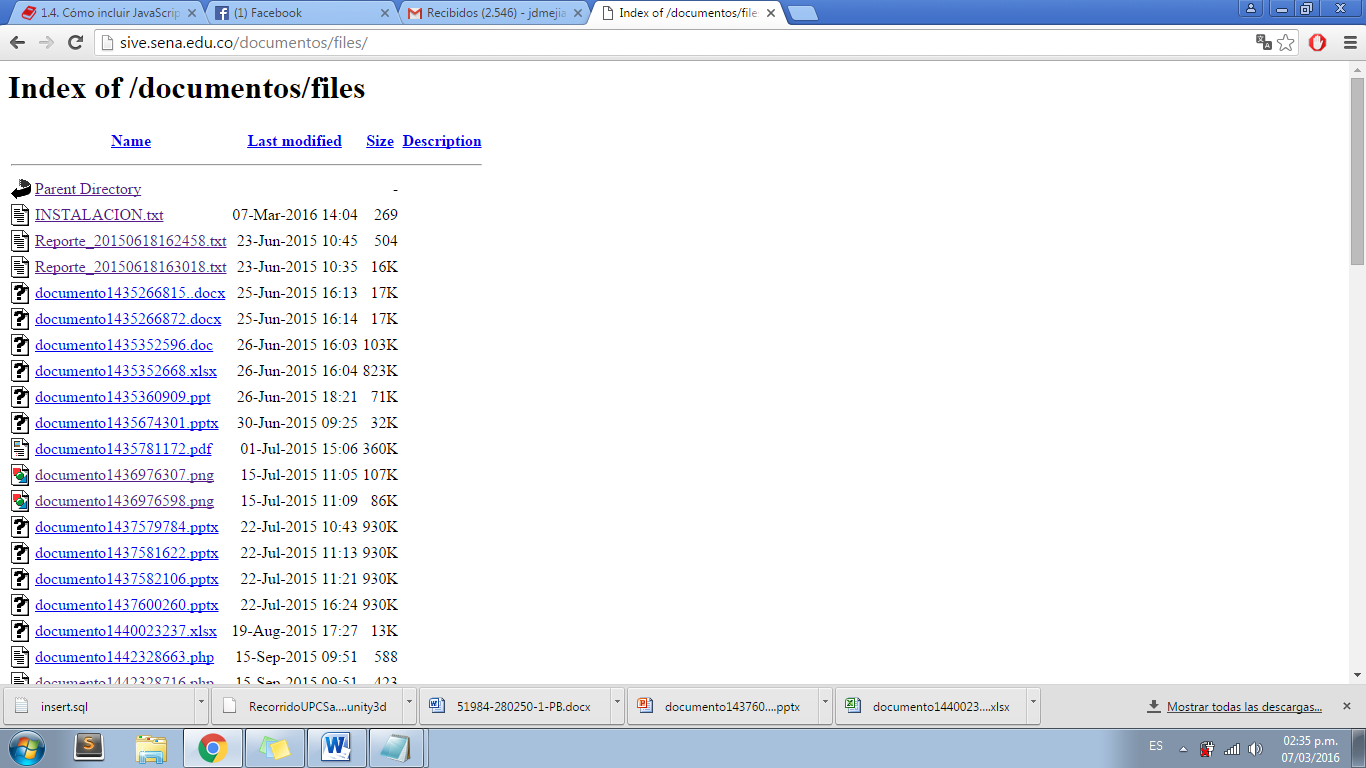 1.4. Cómo incluir JavaScrip
(1) Facebook
Recibidos (2.546) - jdmejia
Index of /documentos/file
sive.sena.edu.co/documentos/files/
Index of /documentos/files
Name Last modified Size Description
Parent Directory -
INSTALACION.txt 07-Mar-2016 14:04 269
Reporte_20150618162458.txt 23-Jun-2015 10:45 504
Reporte_20150618163018.txt 23-Jun-2015 10:35 16K
documento1435266815..docx 25-Jun-2015 16:13 17K
documento1435266872.docx 25-Jun-2015 16:14 17K
documento1435352596.doc 26-Jun-2015 16:03 103K
documento1435352668.xlsx 26-Jun-2015 16:04 823K
documento1435360909.ppt 26-Jun-2015 18:21 71K
documento1435674301.pptx 30-Jun-2015 09:25 32K
documento1435781172.pdf 01-Jul-2015 15:06 360K
documento1436976307.png 15-Jul-2015 11:05 107K
documento1436976598.png 15-Jul-2015 11:09 86K
documento1437579784.pptx 22-Jul-2015 10:43 930K
documento1437581622.pptx 22-Jul-2015 11:13 930K
documento1437582106.pptx 22-Jul-2015 11:21 930K
documento1437600260.pptx 22-Jul-2015 16:24 930K
documento1440023237.xlsx 19-Aug-2015 17:27 13K
documento1442328663.php 15-Sep-2015 09:51 588
documento1442328716.php 15-Sep-2015 09:51 423
insert.sql
RecorridoUPCSa....unity3d
51984-280250-1-PB.docx
documento143760....pptx
documento1440023....xlsx
Mostrar todas las descargas...
ES
02:35 p.m.
07/03/2016